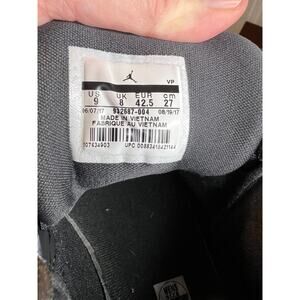 VP
US UK EUR cm
9 8 42.5 27
06/07/17 932687-004 08/19/17
MADE IN VIETNAM
FABRIQUE AU VIETNAM